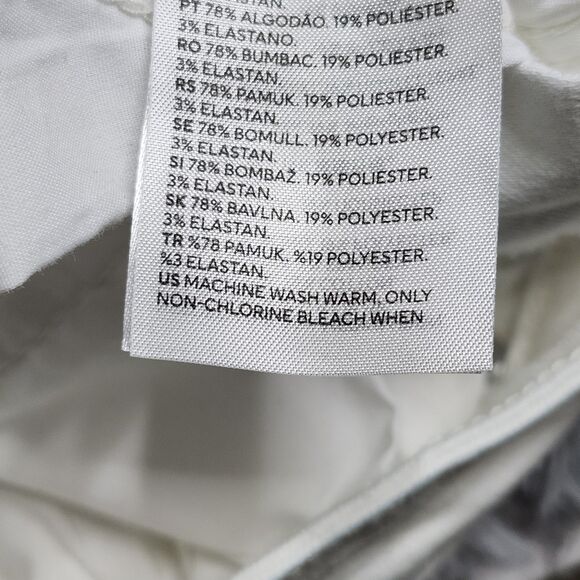 ELASTAN.
PT 78% ALGODÃO. 19% POLIÉSTER.
3% ELASTANO.
RO 78% BUMBAC. 19% POLIESTER.
3% ELASTAN.
RS 78% PAMUK. 19% POLIESTER.
3% ELASTAN.
SE 78% BOMULL. 19% POLYESTER.
3% ELASTAN.
SI 78% BOMBAŽ. 19% POLIESTER.
3% ELASTAN.
SK 78% BAVLNA. 19% POLYESTER.
3% ELASTAN.
TR %78 PAMUK. %19 POLYESTER.
%3 ELASTAN.
US MACHINE WASH WARM. ONLY
NON-CHLORINE BLEACH WHEN